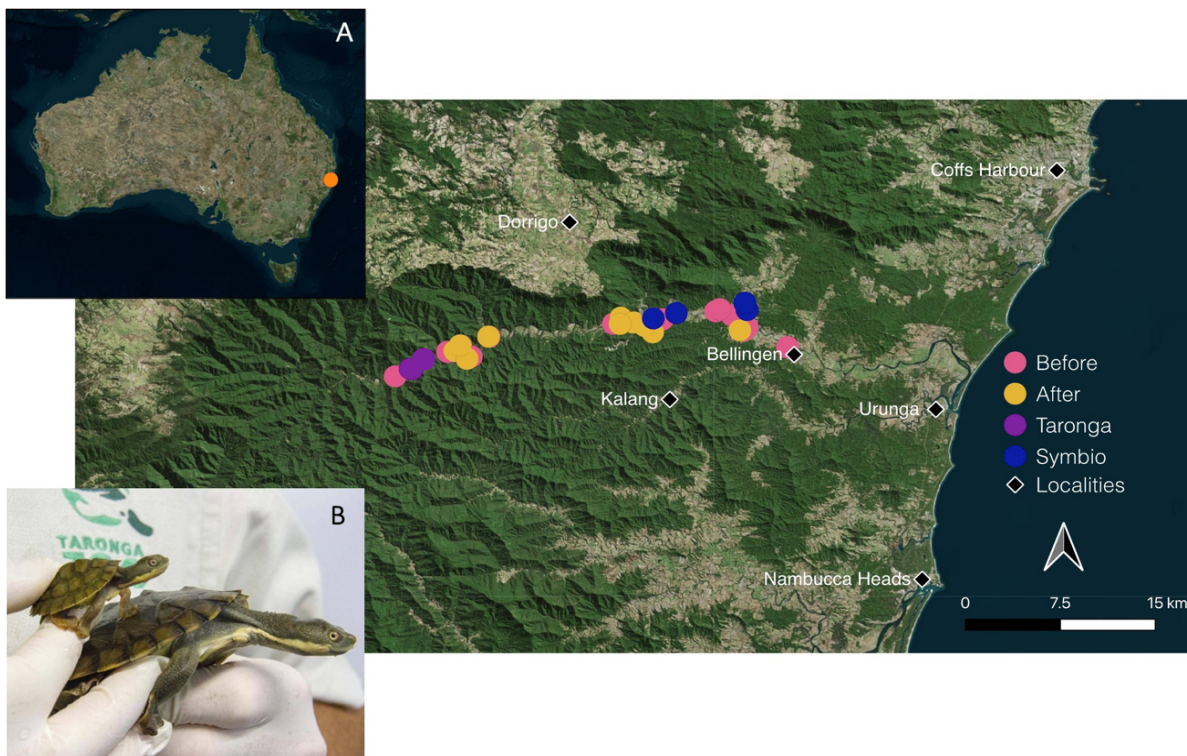 A
Coffs Harbour
Dorrigo
Bellingen
Kalang
Urunga
Nambucca Heads
Before
After
Taronga
Symbio
Localities
0 7.5 15 km
B
TARONGA